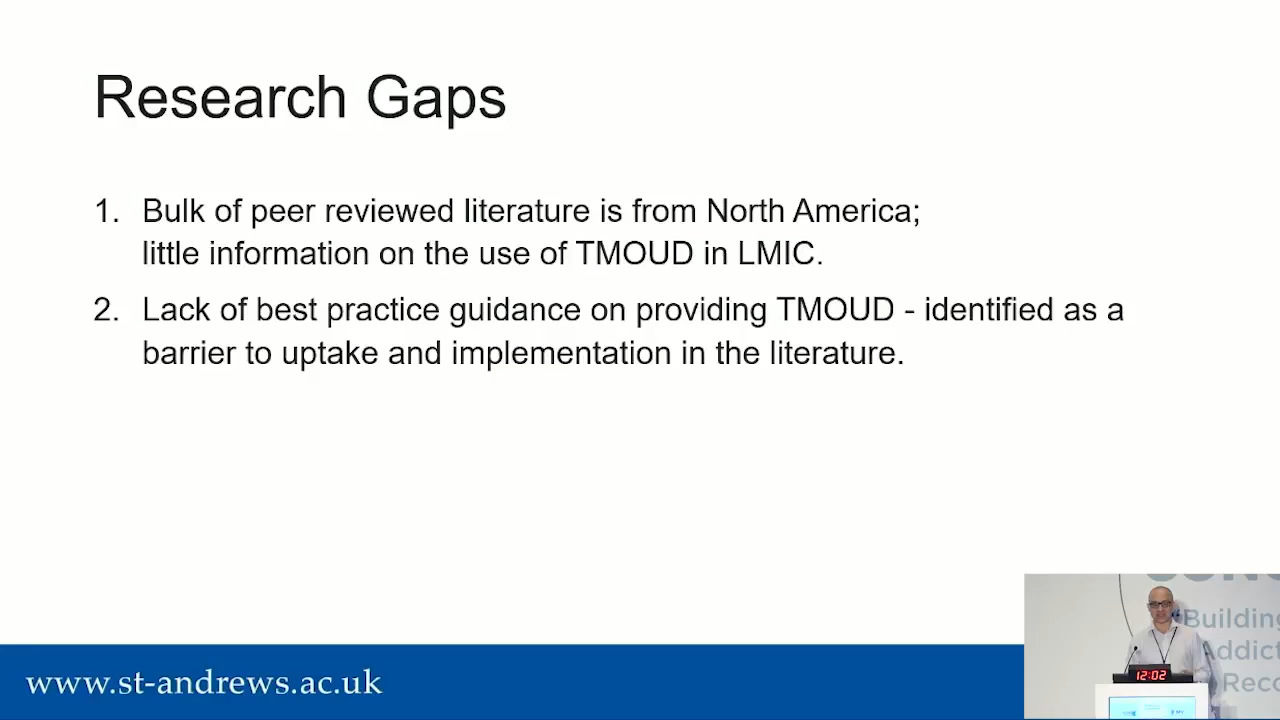 Research Gaps
1. Bulk of peer reviewed literature is from North America;
little information on the use of TMOUD in LMIC.
2. Lack of best practice guidance on providing TMOUD - identified as a
barrier to uptake and implementation in the literature.
www.st-andrews.ac.uk
Building
Addict
Reco
12:02